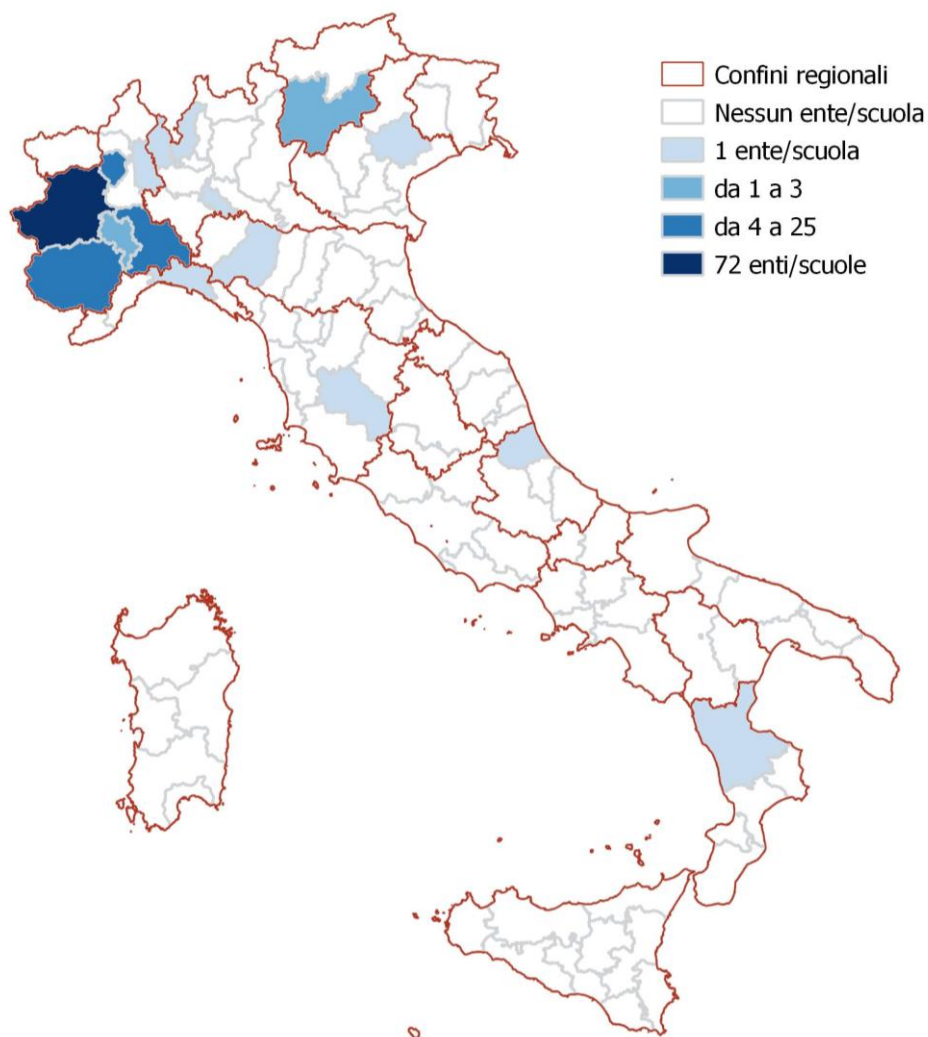 Confini regionali
Nessun ente/scuola
1 ente/scuola
da 1 a 3
da 4 a 25
72 enti/scuole